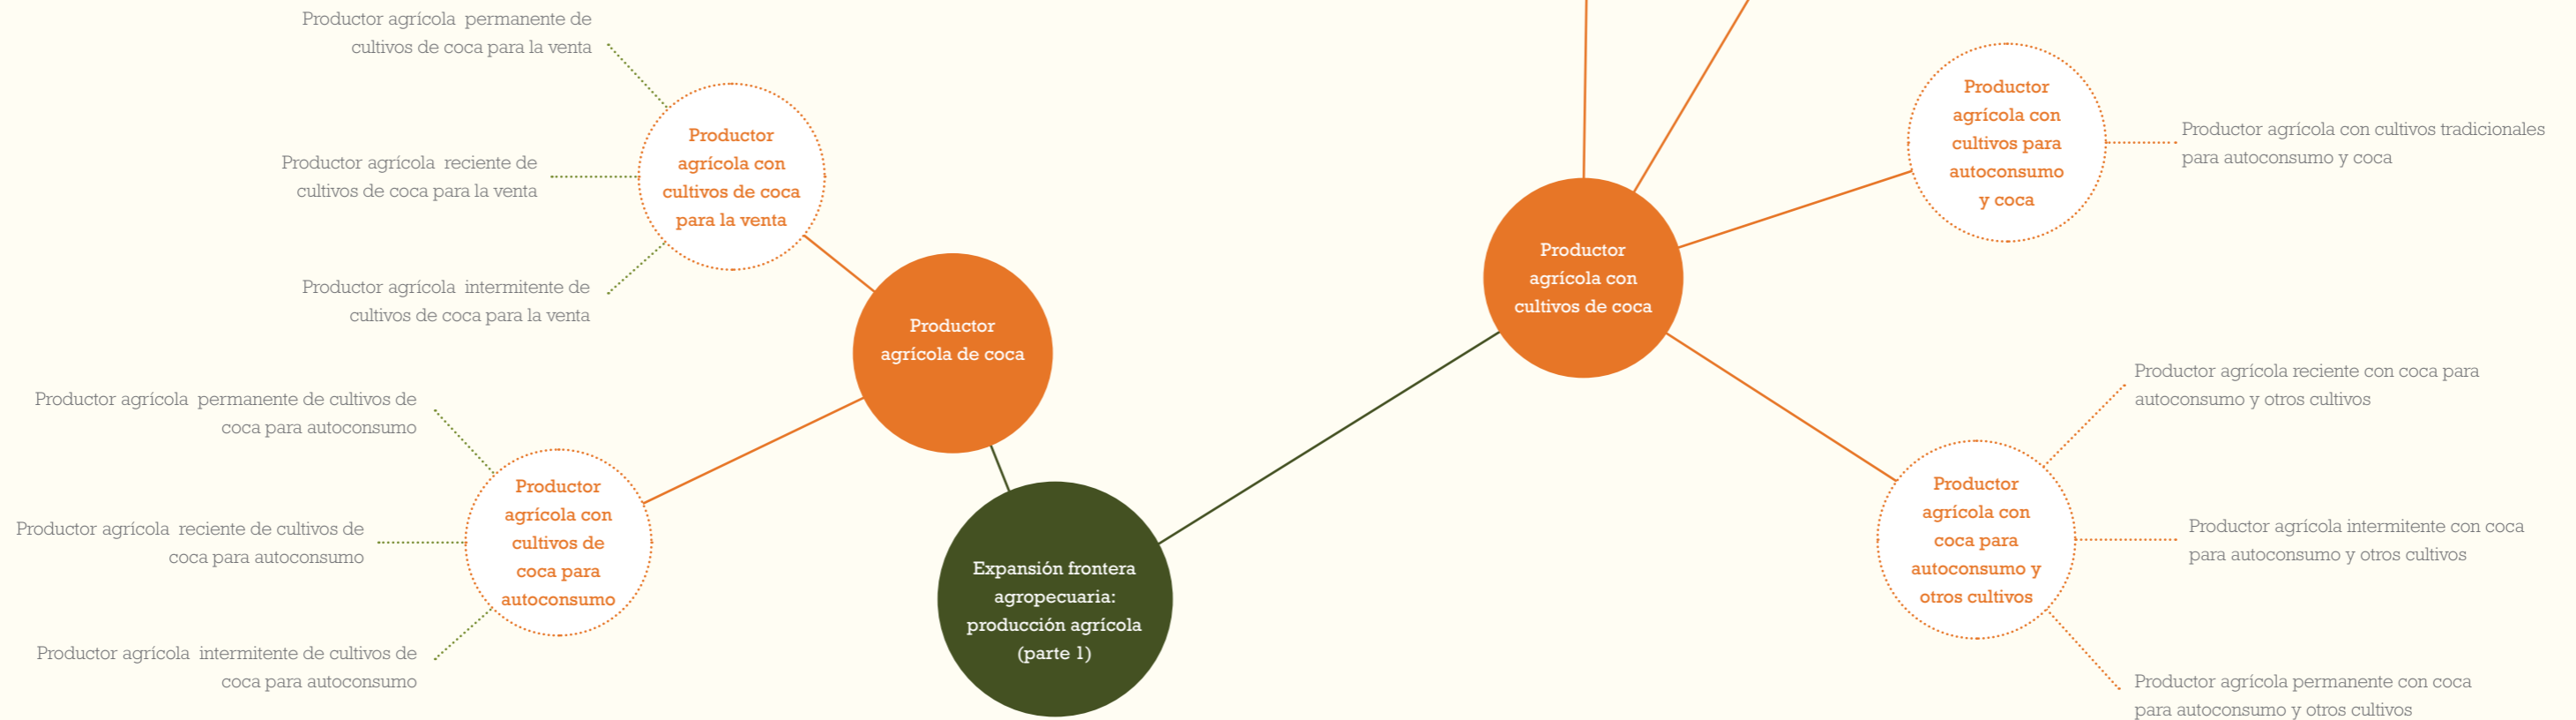 Productor agrícola permanente de
cultivos de coca para la venta
Productor agrícola reciente de
cultivos de coca para la venta
Productor agrícola intermitente de
cultivos de coca para la venta
Productor
agrícola con
cultivos de coca
para la venta
Productor
agrícola de coca
Productor agrícola permanente de cultivos de
coca para autoconsumo
Productor agrícola reciente de cultivos de
coca para autoconsumo
Productor agrícola intermitente de cultivos de
coca para autoconsumo
Productor
agrícola con
cultivos de
coca para
autoconsumo
Expansión frontera
agropecuaria:
producción agrícola
(parte 1)
Productor
agrícola con
cultivos de coca
Productor
agrícola con
cultivos para
autoconsumo
y coca
Productor agrícola con cultivos tradicionales
para autoconsumo y coca
Productor
agrícola con
coca para
autoconsumo y
otros cultivos
Productor agrícola reciente con coca para
autoconsumo y otros cultivos
Productor agrícola intermitente con coca
para autoconsumo y otros cultivos
Productor agrícola permanente con coca
para autoconsumo y otros cultivos